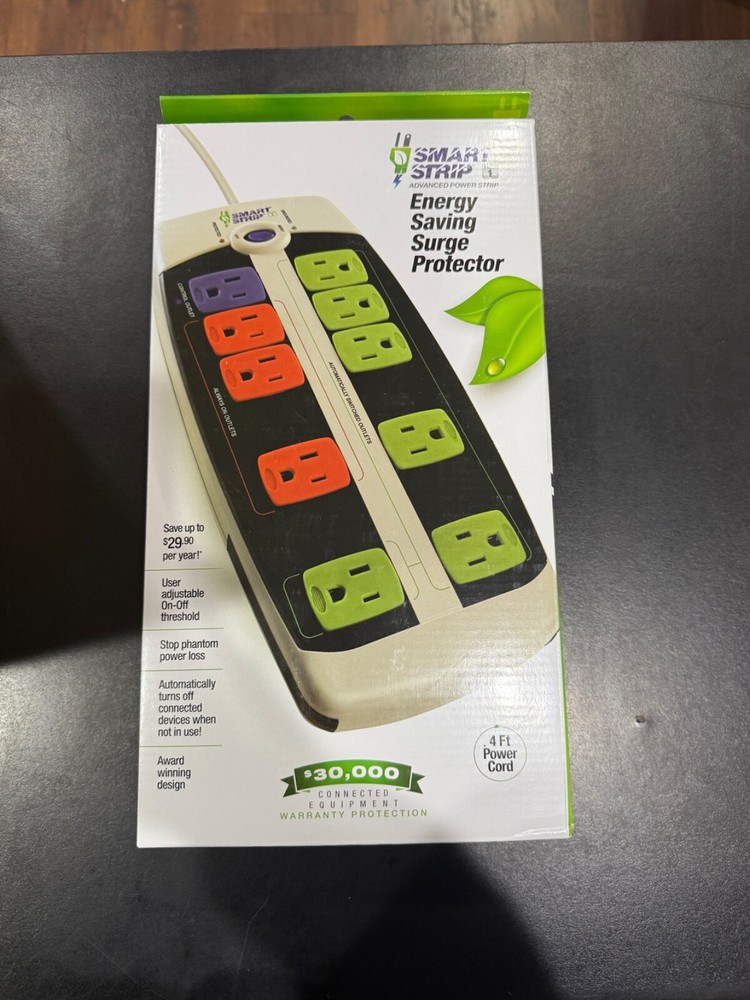 SMART
STRIP
ADVANCED POWER STRIP
Energy
Saving
Surge
Protector
SMART
STRIP
CONTROL OUTLET
ALWAYS ON OUTLETS
AUTOMATICALLY SWITCHED OUTLETS
Save up to
$29.90
per year!*
User
adjustable
On-Off
threshold
Stop phantom
power loss
Automatically
turns off
connected
devices when
not in use!
Award
winning
design
$30,000
CONNECTED
EQUIPMENT
WARRANTY PROTECTION
4 Ft
Power
Cord